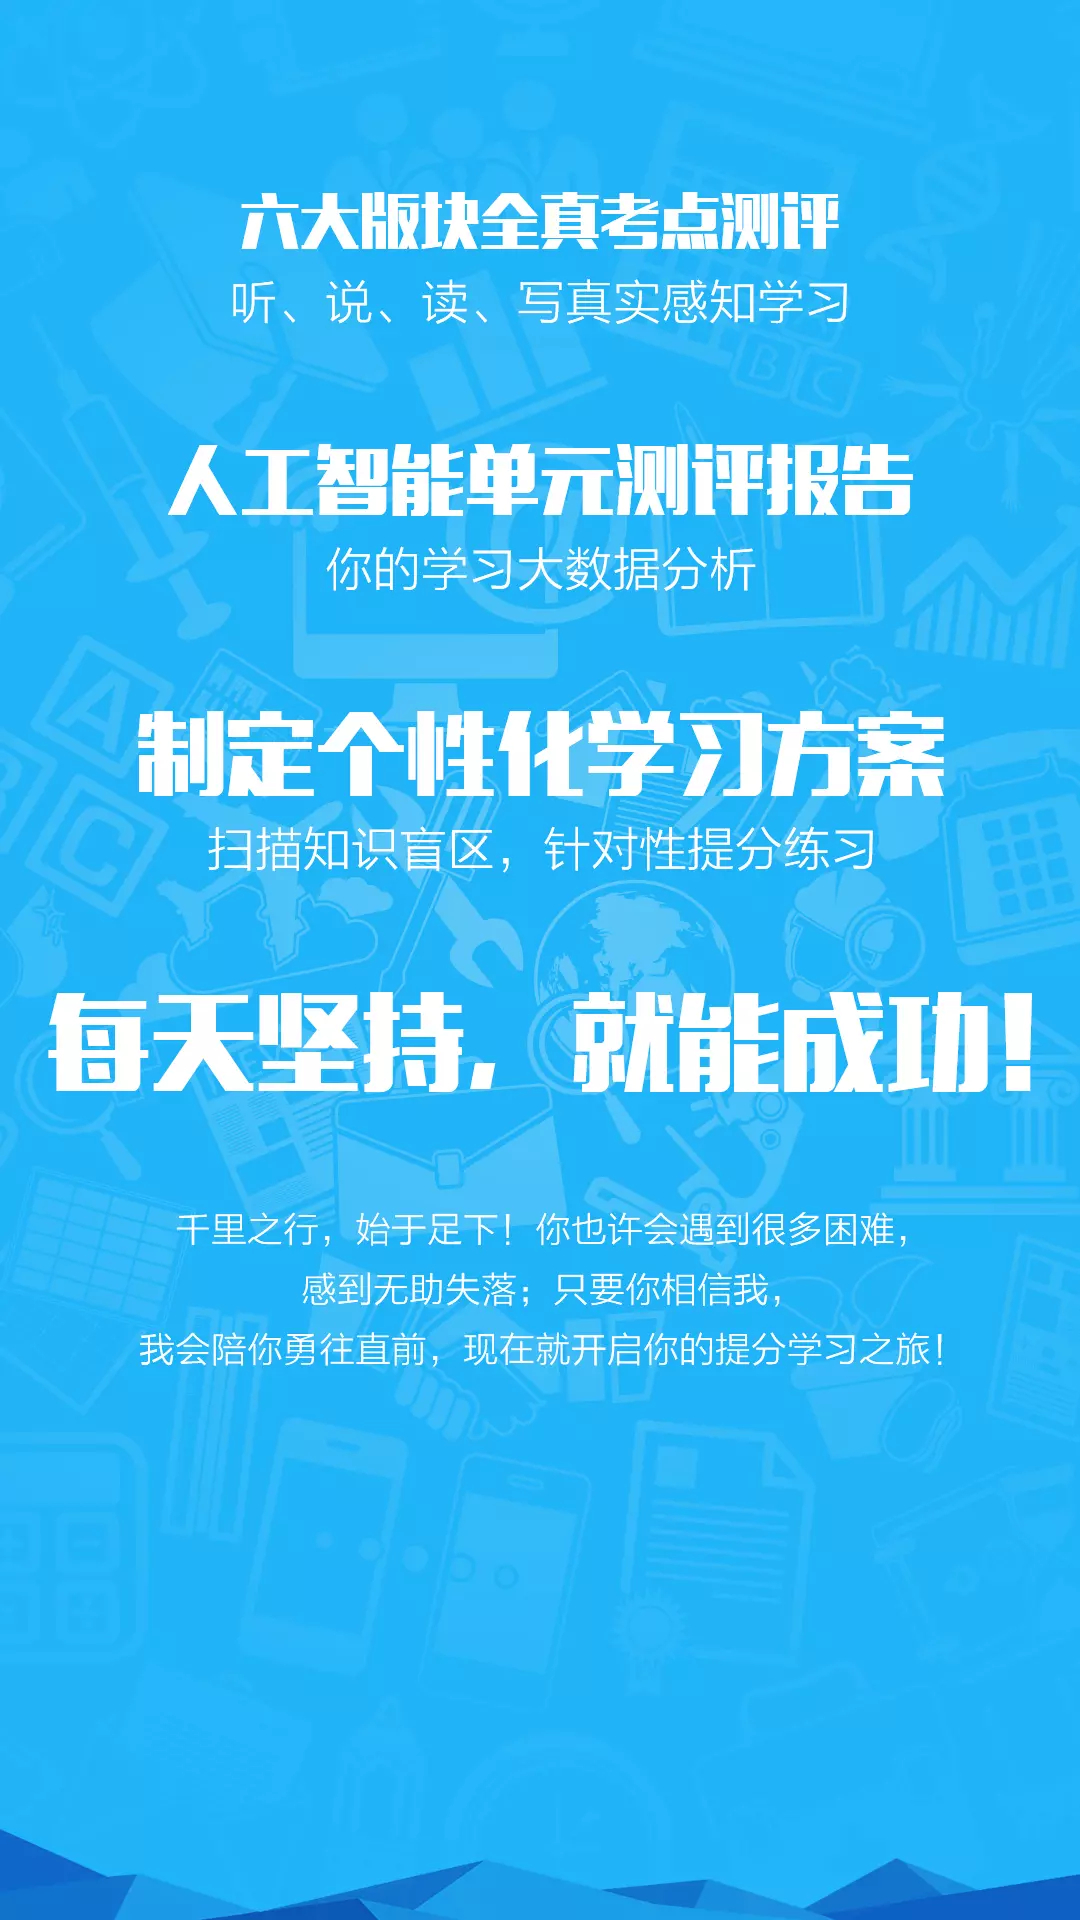 六大版块全真考点测评
听、说、读、写真实感知学习
人工智能单元测评报告
你的学习大数据分析
制定个性化学习方案
扫描知识盲区，针对性提分练习
每天坚持，就能成功！
千里之行，始于足下！你也许会遇到很多困难，
感到无助失落；只要你相信我，
我会陪你勇往直前，现在就开启你的提分学习之旅！
A
C
B
C
@